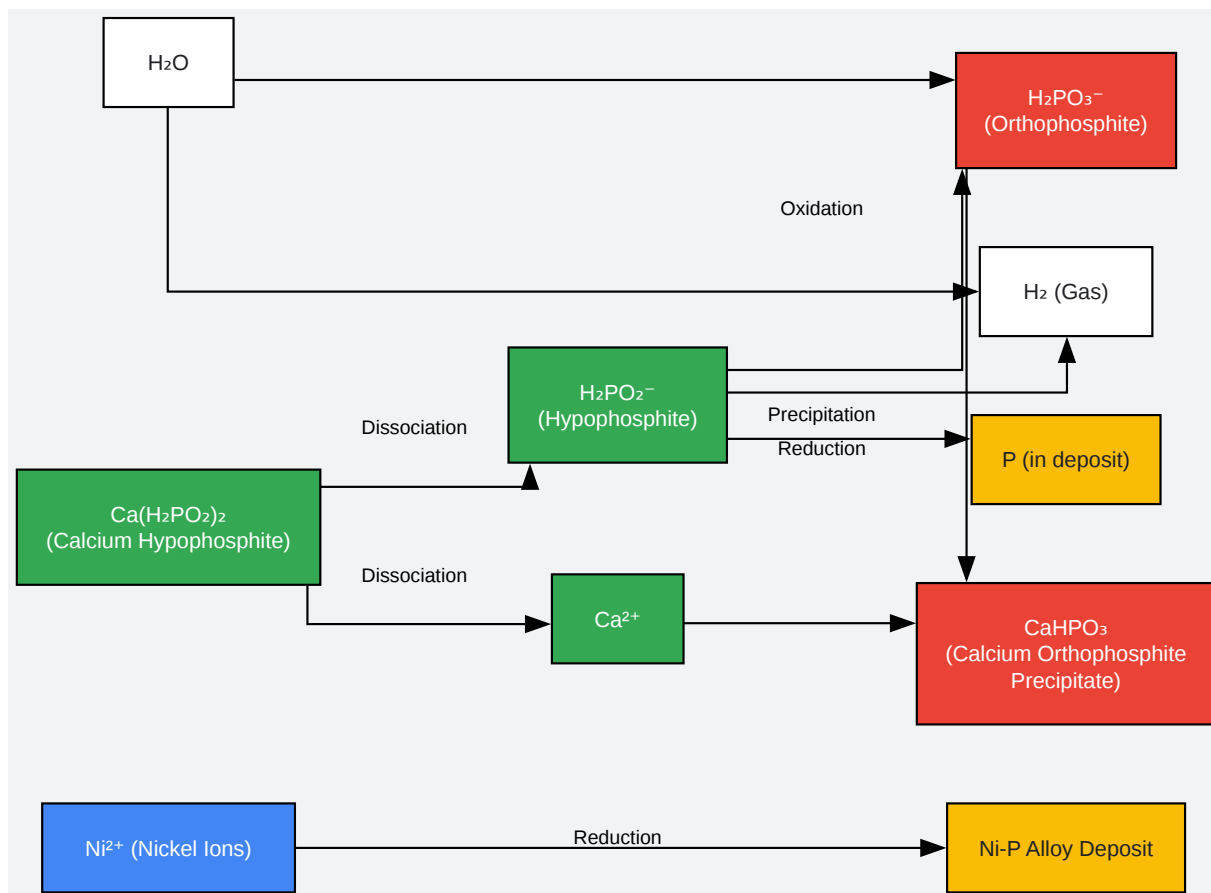 H₂O
H₂PO₃⁻
(Orthophosphite)
Oxidation
H₂ (Gas)
H₂PO₂⁻
(Hypophosphite)
Dissociation
Precipitation
Reduction
P (in deposit)
Ca(H₂PO₂)₂
(Calcium Hypophosphite)
Dissociation
Ca²⁺
CaHPO₃
(Calcium Orthophosphite
Precipitate)
Ni²⁺ (Nickel Ions)
Reduction
Ni-P Alloy Deposit